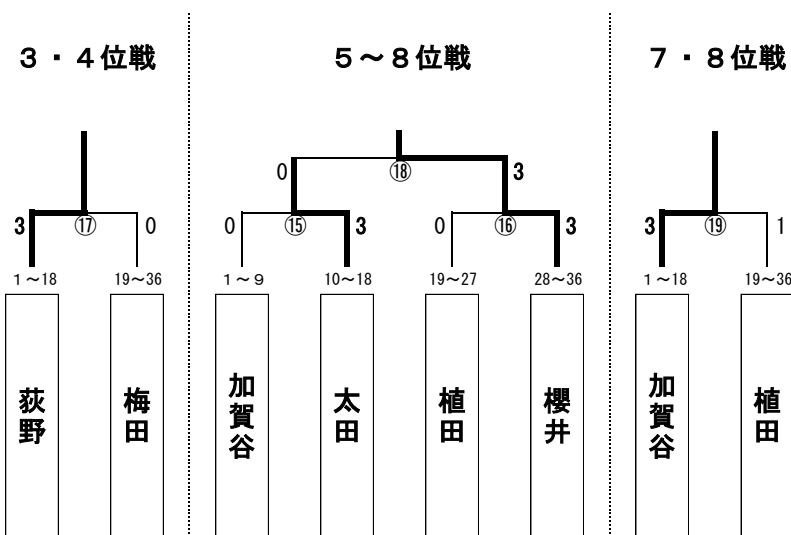 ３・４位戦
５～８位戦
７・８位戦
0
⑱
3
3
⑰
0
0
⑮
3
0
⑯
3
3
⑲
1
１～18
19～36
１～９
10～18
19～27
28～36
１～18
19～36
荻野
梅田
加賀谷
太田
植田
櫻井
加賀谷
植田